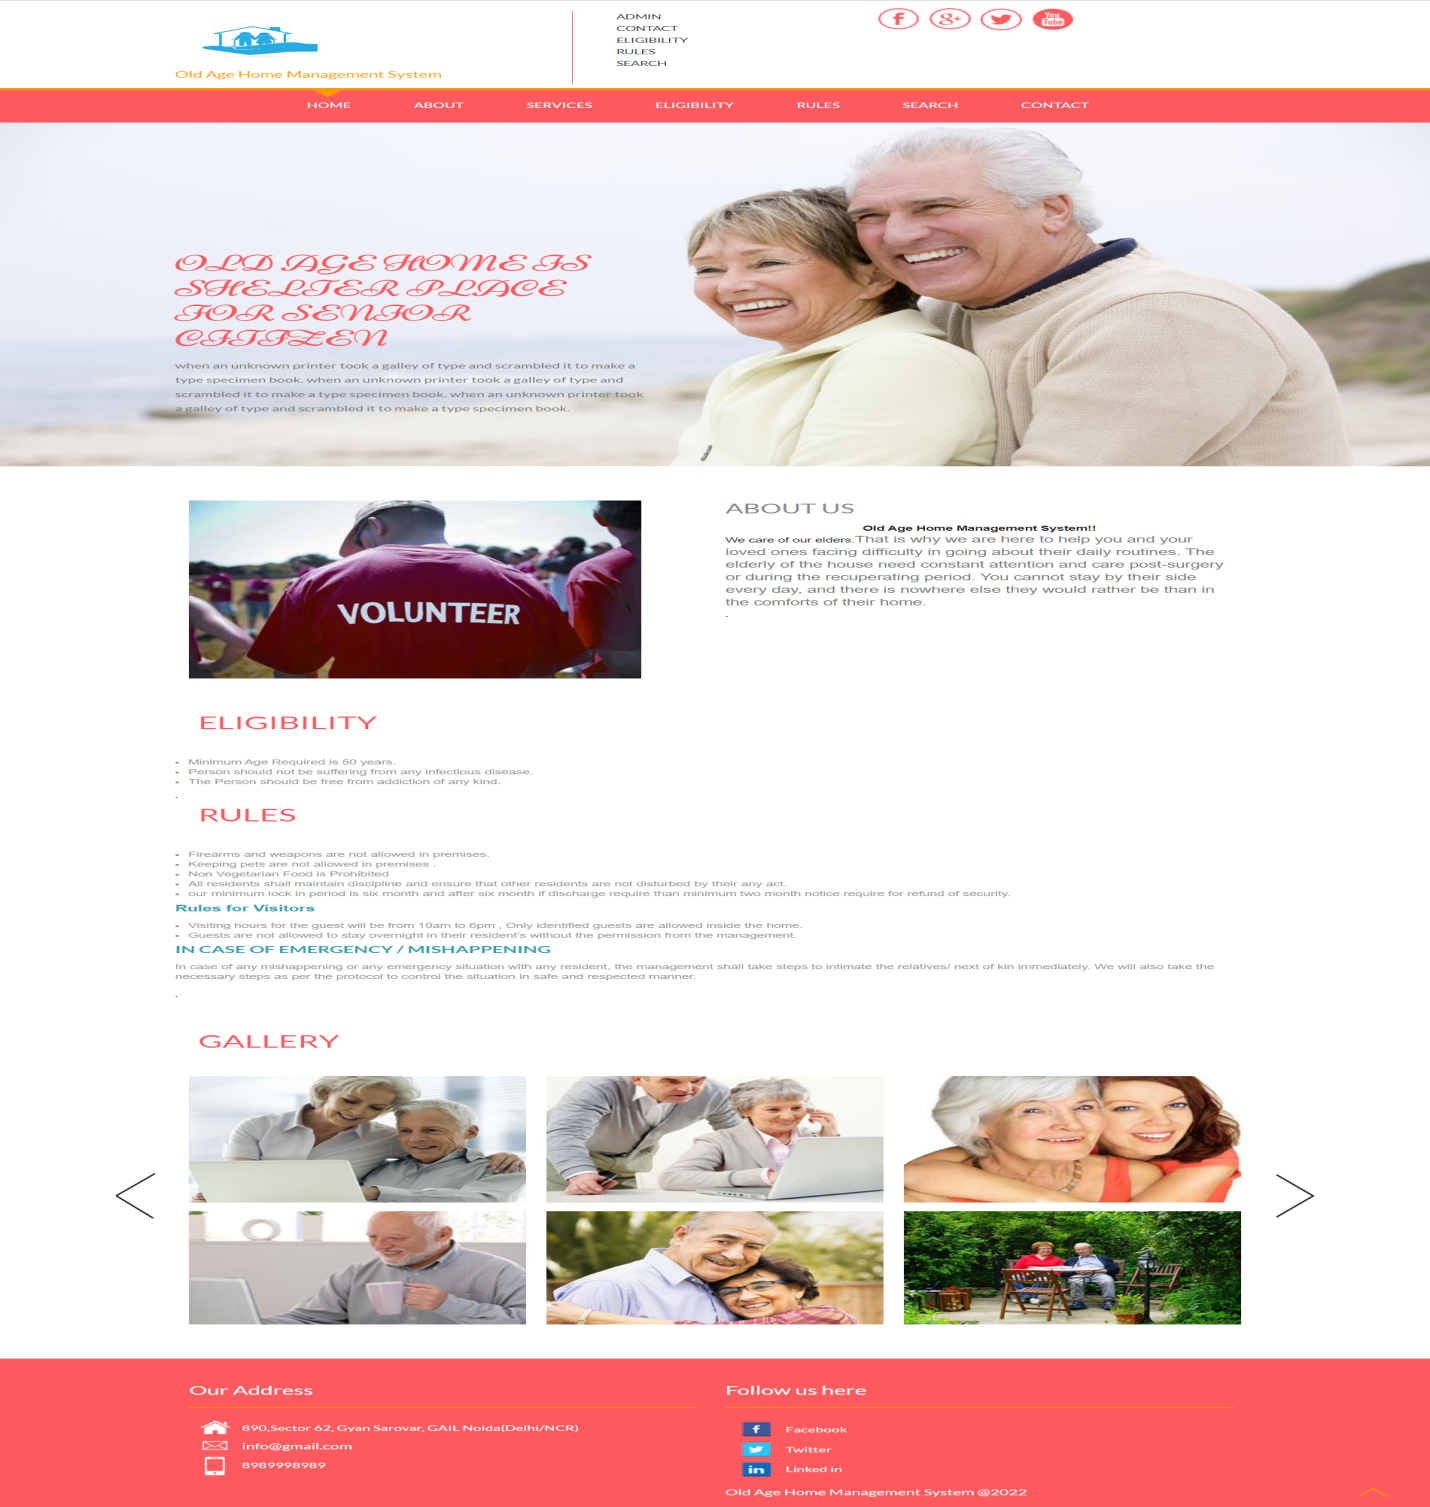 Old Age Home Management System
ADMIN
CONTACT
ELIGIBILITY
RULES
SEARCH
You
Tube
HOME ABOUT SERVICES ELIGIBILITY RULES SEARCH CONTACT
OLD AGE HOME IS
SHELTER PLACE
FOR SENIOR
CITIZEN
when an unknown printer took a galley of type and scrambled it to make a
type specimen book. when an unknown printer took a galley of type and
scrambled it to make a type specimen book. when an unknown printer took
a galley of type and scrambled it to make a type specimen book.
VOLUNTEER
ABOUT US
Old Age Home Management System!!
We care of our elders.That is why we are here to help you and your
loved ones facing difficulty in going about their daily routines. The
elderly of the house need constant attention and care post-surgery
or during the recuperating period. You cannot stay by their side
every day, and there is nowhere else they would rather be than in
the comforts of their home.
.
ELIGIBILITY
Minimum Age Required is 50 years.
Person should not be suffering from any infectious disease.
The Person should be free from addiction of any kind.
.
RULES
Firearms and weapons are not allowed in premises.
Keeping pets are not allowed in premises .
Non Vegetarian Food is Prohibited
All residents shall maintain discipline and ensure that other residents are not disturbed by their any act.
our minimum lock in period is six month and after six month if discharge require than minimum two month notice require for refund of security.
Rules for Visitors
Visiting hours for the guest will be from 10am to 6pm , Only identified guests are allowed inside the home.
Guests are not allowed to stay overnight in their resident's without the permission from the management.
IN CASE OF EMERGENCY / MISHAPPENING
In case of any mishappening or any emergency situation with any resident, the management shall take steps to intimate the relatives/ next of kin immediately. We will also take the
necessary steps as per the protocol to control the situation in safe and respected manner.
.
GALLERY
Our Address
890,Sector 62, Gyan Sarovar, GAIL Noida(Delhi/NCR)
info@gmail.com
8989998989
Follow us here
Facebook
Twitter
Linked in
Old Age Home Management System @2022